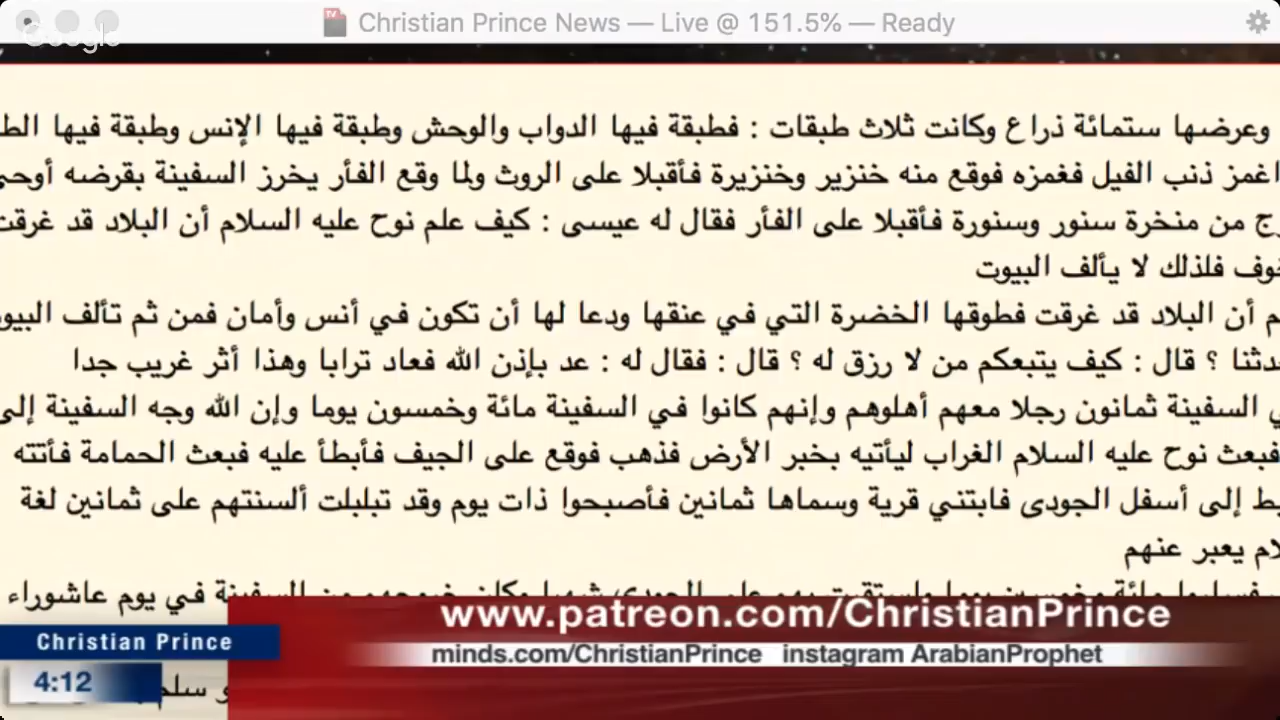 Christian Prince News — Live @ 151.5% — Ready
Google
وعرضها ستمائة ذراع وكانت ثلاث طبقات : فطبقة فيها الدواب والوحش وطبقة فيها الإنس وطبقة فيها
اغمز ذنب الفيل فغمزه فوقع منه خنزير وخنزيرة فأقبلا على الروث ولما وقع الفأر يخرز السفينة بقرضه
من منخرة سنور وسنورة فأقبلا على الفأر فقال له عيسى : كيف علم نوح عليه السلام أن البلاد قد غرقت
فلذلك لا يألف البيوت
أن البلاد قد غرقت فطوقها الخضرة التي في عنقها ودعا لها أن تكون في أنس وأمان فمن ثم تألف
؟ قال : كيف يتبعكم من لا رزق له ؟ قال : فقال له : عد بإذن الله فعاد ترابا وهذا أثر غريب جدا
السفينة ثمانون رجلا معهم أهلوهم وإنهم كانوا في السفينة مائة وخمسون يوما وإن الله وجه السفينة إلى
فبعث نوح عليه السلام الغراب ليأتيه بخبر الأرض فذهب فوقع على الجيف فأبطأ عليه فبعث الحمامة فأتته
إلى أسفل الجودى فابتني قرية وسماها ثمانين فأصبحوا ذات يوم وقد تبلبلت ألسنتهم على ثمانين لغة
يعبر عنهم
في يوم عاشوراء
www.patreon.com/ChristianPrince
Christian Prince
minds.com/ChristianPrince instagram ArabianProphet
4:12